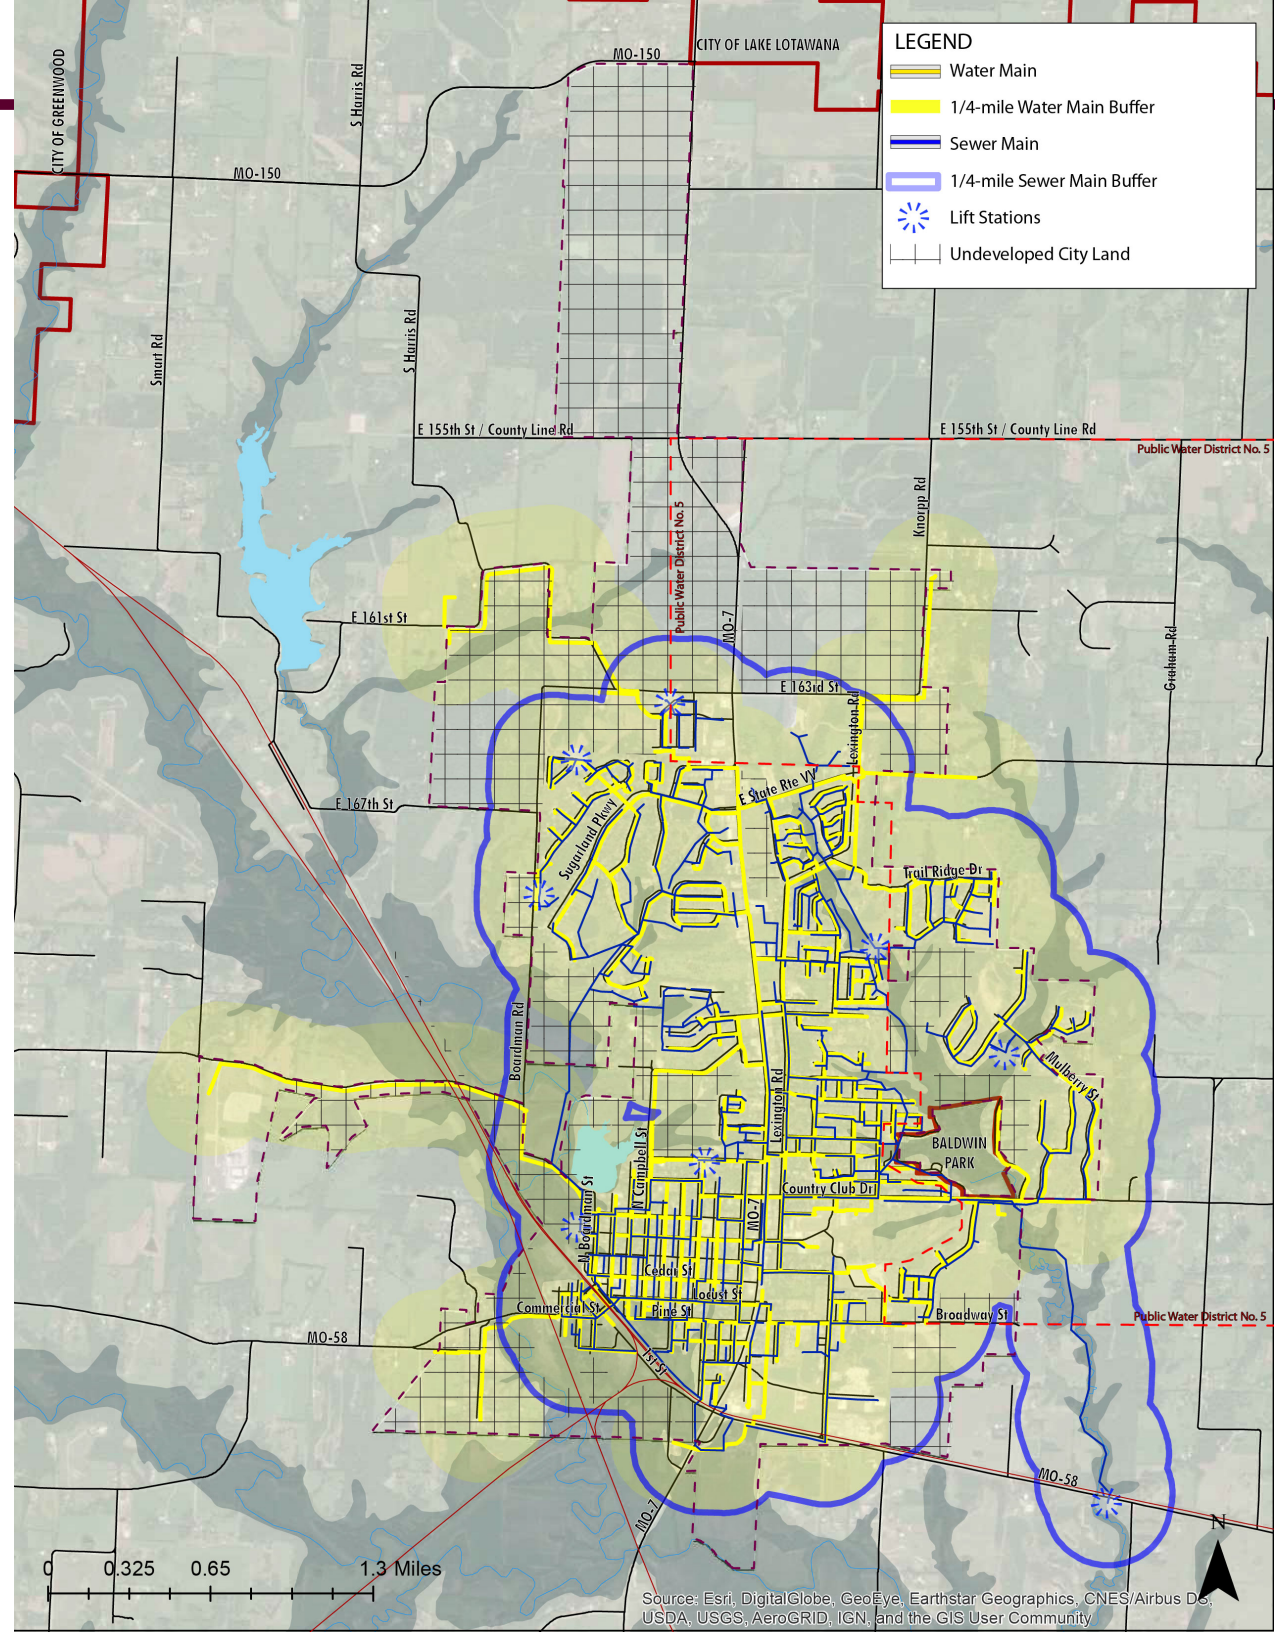 CITY OF LAKE LOTAWANA
MO-150
CITY OF GREENWOOD
S Harris Rd
MO-150
LEGEND
Water Main
1/4-mile Water Main Buffer
Sewer Main
1/4-mile Sewer Main Buffer
Lift Stations
Undeveloped City Land
Smart Rd
S Harris Rd
E 155th St / County Line Rd
E 155th St / County Line Rd
Public Water District No. 5
Knorpp Rd
Public Water District No. 5
E 161st St
MO-7
Graham Rd
E 163rd St
Lexington Rd
E State Rte VV
E 167th St
Sugarland Pkwy
Trail Ridge Dr
Boardman Rd
Mulberry St
Lexington Rd
BALDWIN
PARK
N Campbell St
Country Club Dr
N Boardman St
MO-7
Cedar St
Locust St
Commercial St
Pine St
Broadway St
Public Water District No. 5
MO-58
1st St
MO-58
MO-7
N
0 0.325 0.65 1.3 Miles
Source: Esri, DigitalGlobe, GeoEye, Earthstar Geographics, CNES/Airbus DS,
USDA, USGS, AeroGRID, IGN, and the GIS User Community